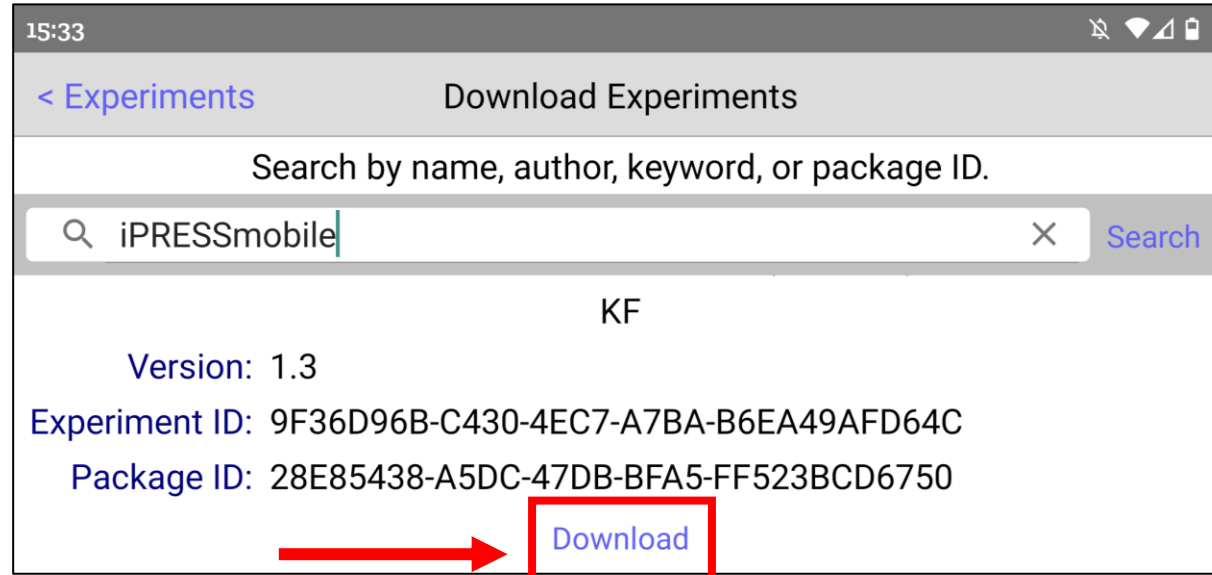 15:33
< Experiments Download Experiments
Search by name, author, keyword, or package ID.
iPRESSmobile Search
KF
Version: 1.3
Experiment ID: 9F36D96B-C430-4EC7-A7BA-B6EA49AFD64C
Package ID: 28E85438-A5DC-47DB-BFA5-FF523BCD6750
Download